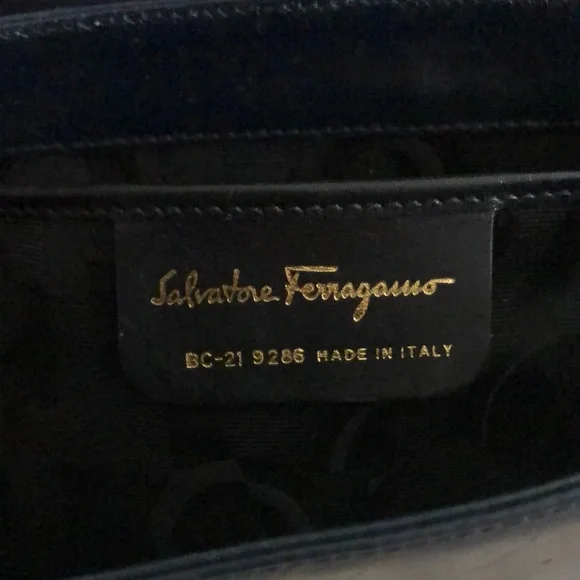 Salvatore Ferragamo
BC-21 9286 MADE IN ITALY